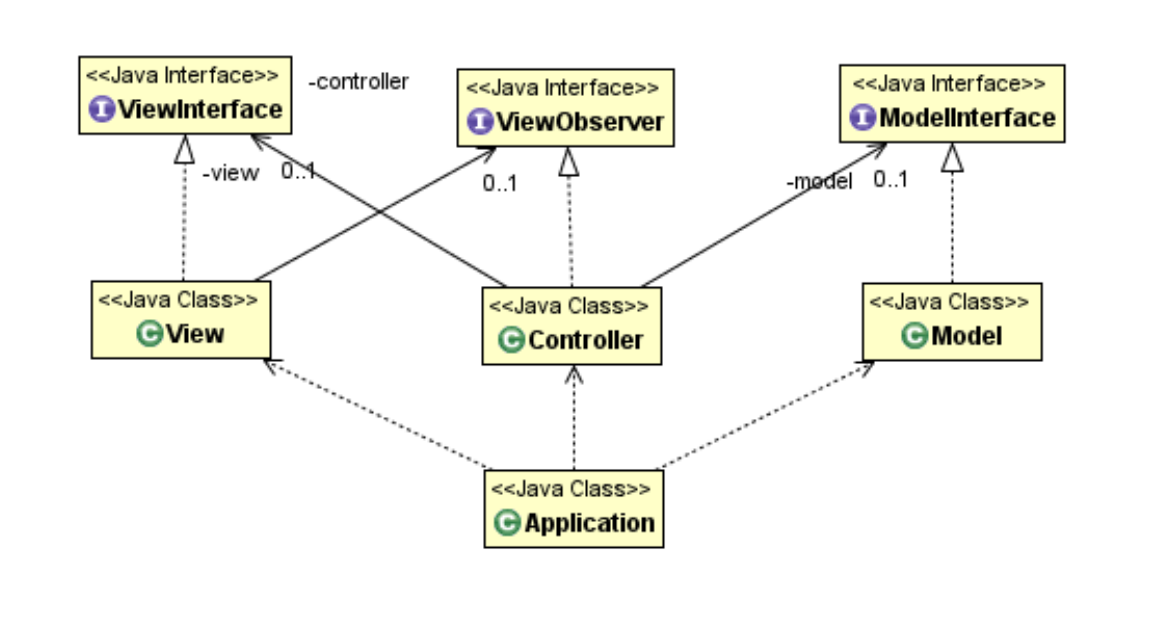 <<Java Interface>>
ViewInterface
-controller
<<Java Interface>>
ViewObserver
<<Java Interface>>
ModelInterface
-view
0..1
0..1
-model
0..1
<<Java Class>>
View
<<Java Class>>
Controller
<<Java Class>>
Model
<<Java Class>>
Application